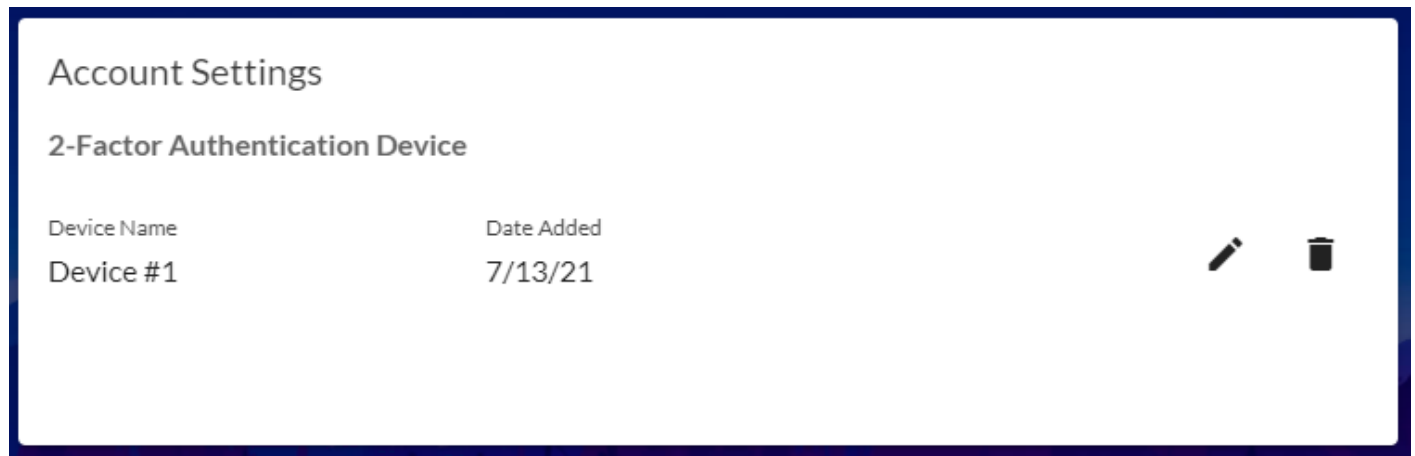 Account Settings
2-Factor Authentication Device
Device Name Date Added
Device #1 7/13/21